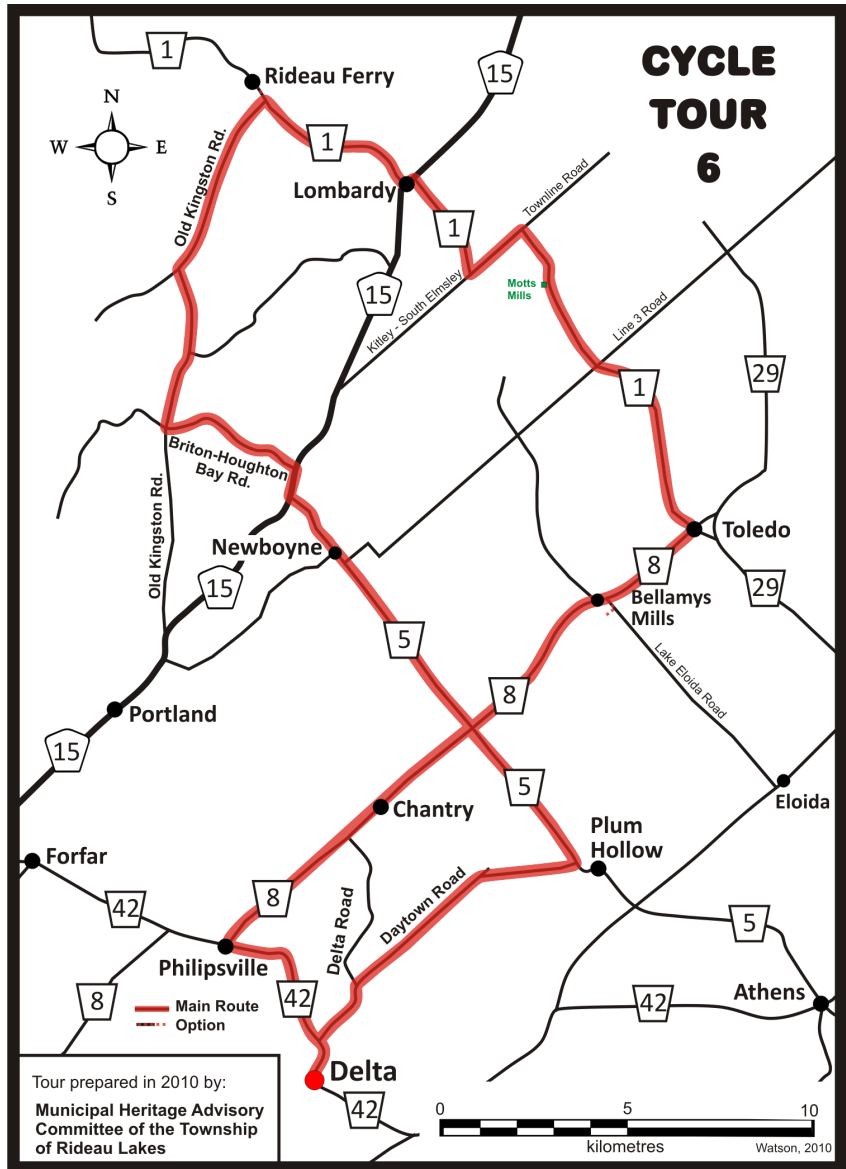 CYCLE
TOUR
6
1
Rideau Ferry
15
N
W
E
S
Old Kingston Rd.
1
Lombardy
1
Townline Road
Motts
Mills
15
Kitley - South Elmsley
Line 3 Road
29
1
Briton-Houghton
Bay Rd.
Old Kingston Rd.
Newboyne
Toledo
8
15
29
Bellamys
Mills
5
Lake Eloida Road
8
Portland
15
5
Chantry
Eloida
Plum
Hollow
Forfar
8
42
Delta Road
Daytown Road
5
Philipsville
42
8
42
Athens
Main Route
Option
Delta
42
Tour prepared in 2010 by:
Municipal Heritage Advisory
Committee of the Township
of Rideau Lakes
0
5
10
kilometres
Watson, 2010